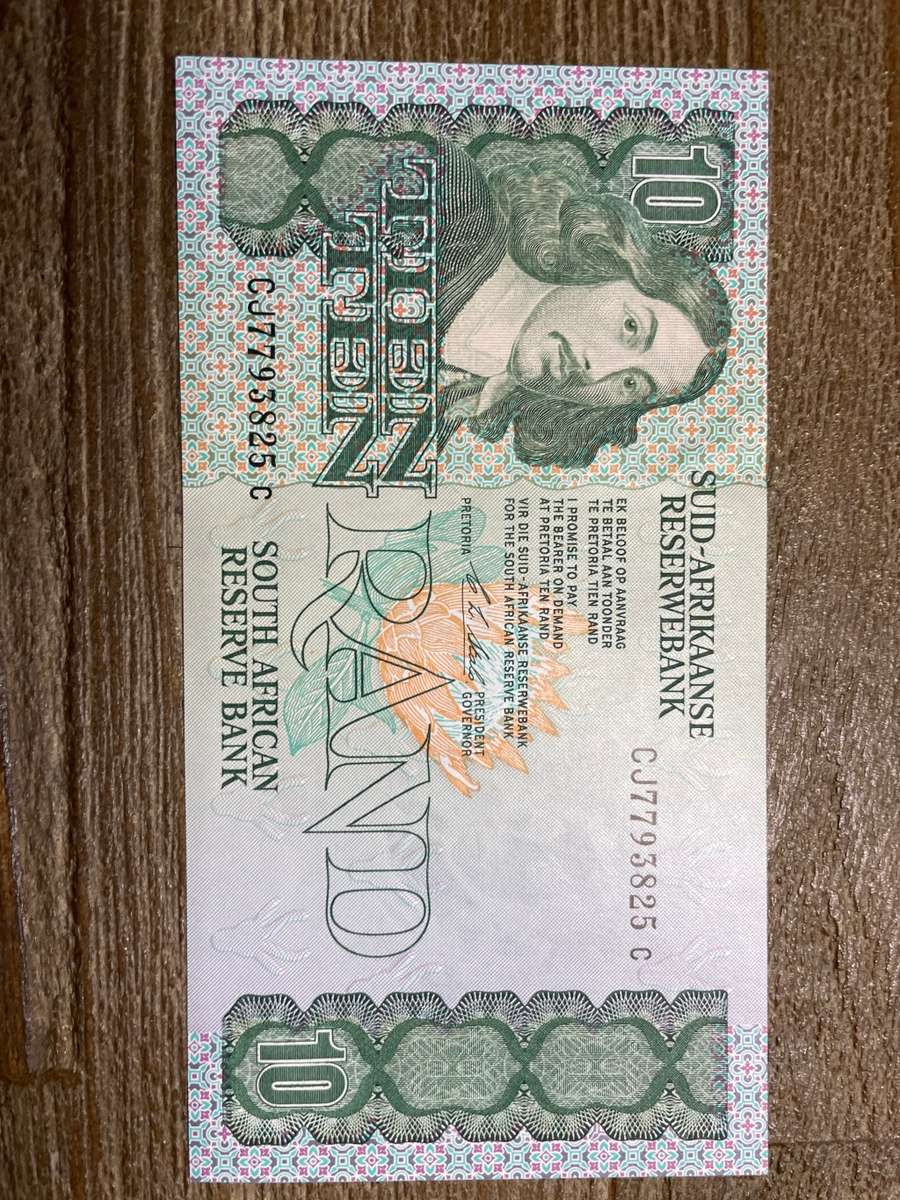 10
SUID-AFRIKAANSE
RESERWEBANK
CJ7793825 C
EK BELOOF OP AANVRAAG
TE BETAAL AAN TOONDER
TE PRETORIA TIEN RAND
I PROMISE TO PAY
THE BEARER ON DEMAND
AT PRETORIA TEN RAND
VIR DIE SUID-AFRIKAANSE RESERWEBANK
FOR THE SOUTH AFRICAN RESERVE BANK
PRETORIA
PRESIDENT
GOVERNOR
TIEN
TEN
RAND
CJ7793825 C
SOUTH AFRICAN
RESERVE BANK
10